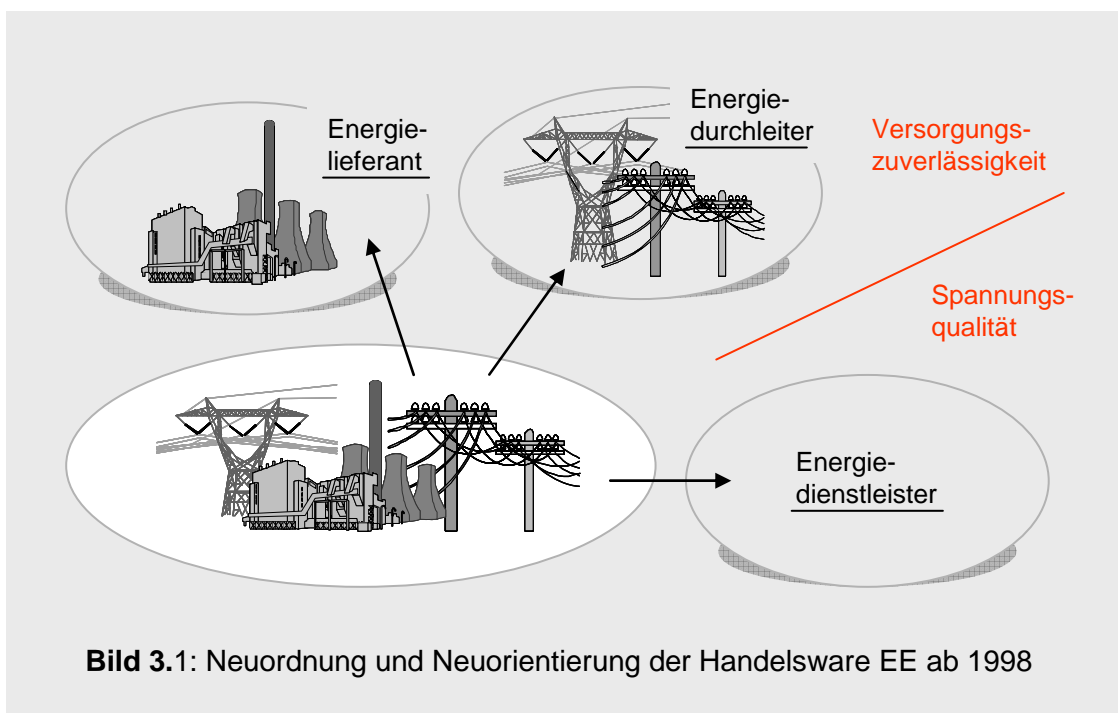 Energie-
lieferant
Energie-
durchleiter
Versorgungs-
zuverlässigkeit
Spannungs-
qualität
Energie-
dienstleister
Bild 3.1: Neuordnung und Neuorientierung der Handelsware EE ab 1998